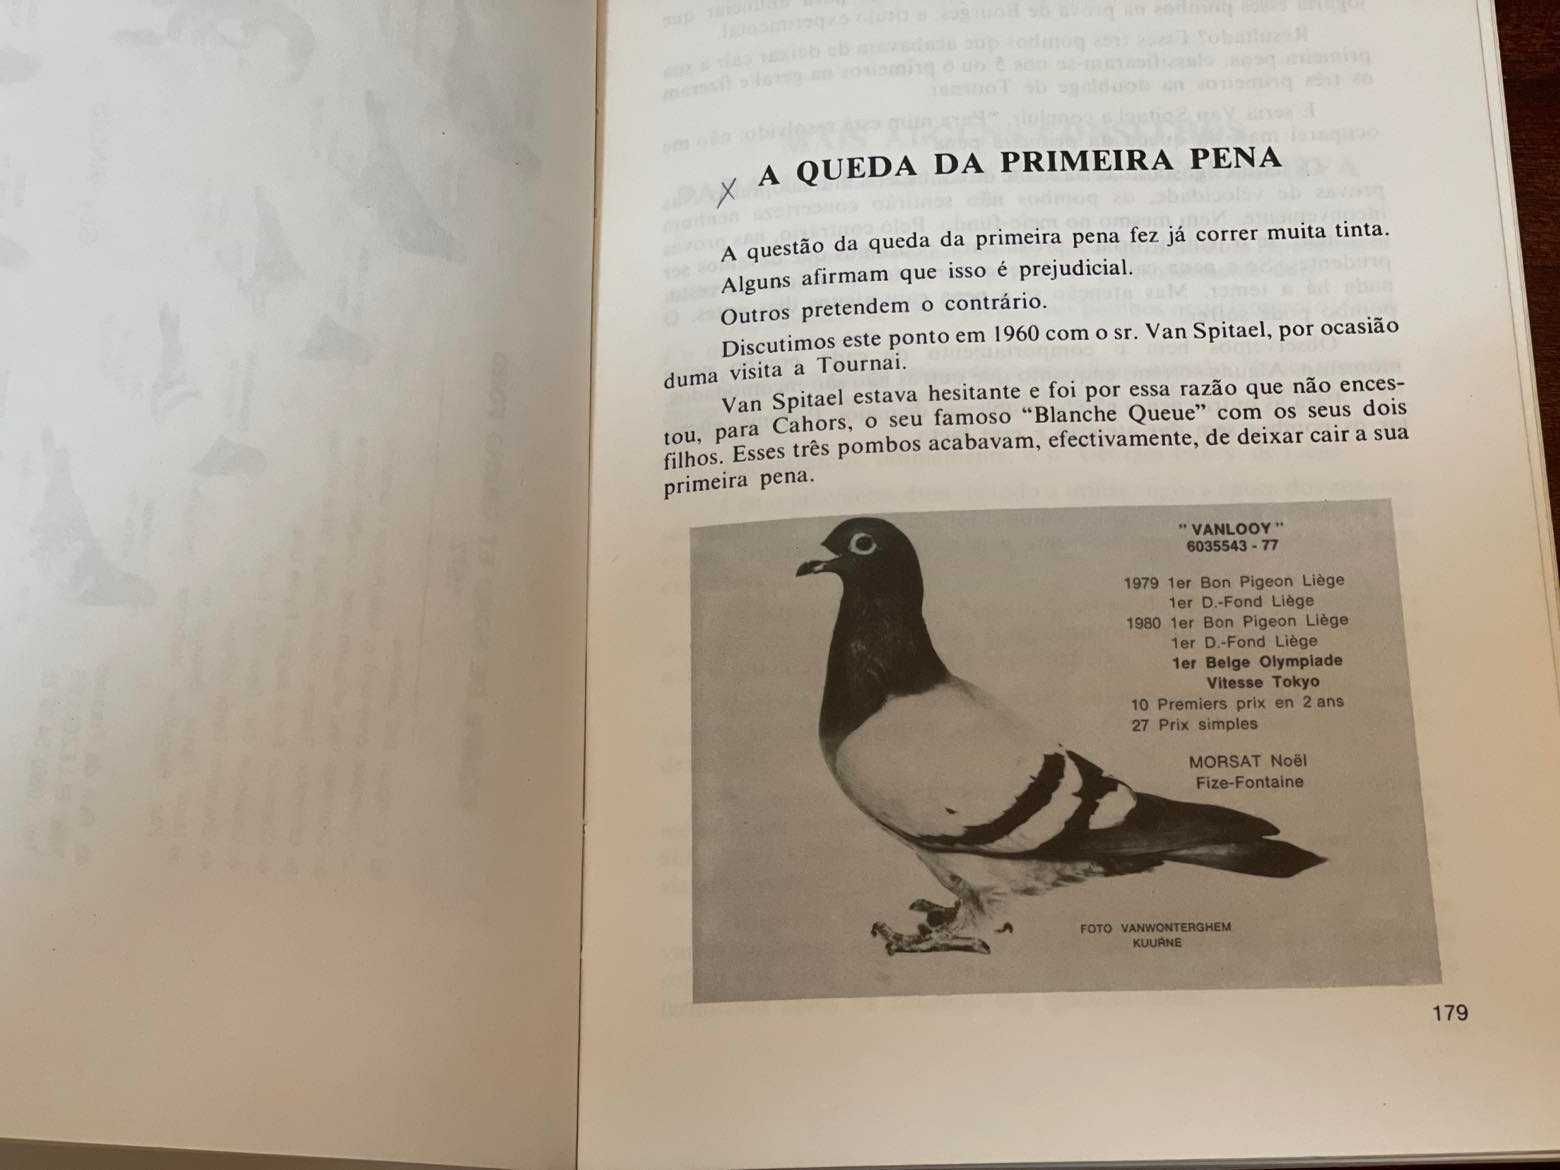 A QUEDA DA PRIMEIRA PENA
A questão da queda da primeira pena fez já correr muita tinta.
Alguns afirmam que isso é prejudicial.
Outros pretendem o contrário.
Discutimos este ponto em 1960 com o sr. Van Spitael, por ocasião
duma visita a Tournai.
Van Spitael estava hesitante e foi por essa razão que não ences-
tou, para Cahors, o seu famoso “Blanche Queue” com os seus dois
filhos. Esses três pombos acabavam, efectivamente, de deixar cair a sua
primeira pena.
" VANLOOY "
6035543 - 77
1979 1er Bon Pigeon Liège
1er D.-Fond Liège
1980 1er Bon Pigeon Liège
1er D.-Fond Liège
1er Belge Olympiade
Vitesse Tokyo
10 Premiers prix en 2 ans
27 Prix simples
MORSAT Noël
Fize-Fontaine
FOTO VANWONTERGHEM
KUURNE
179